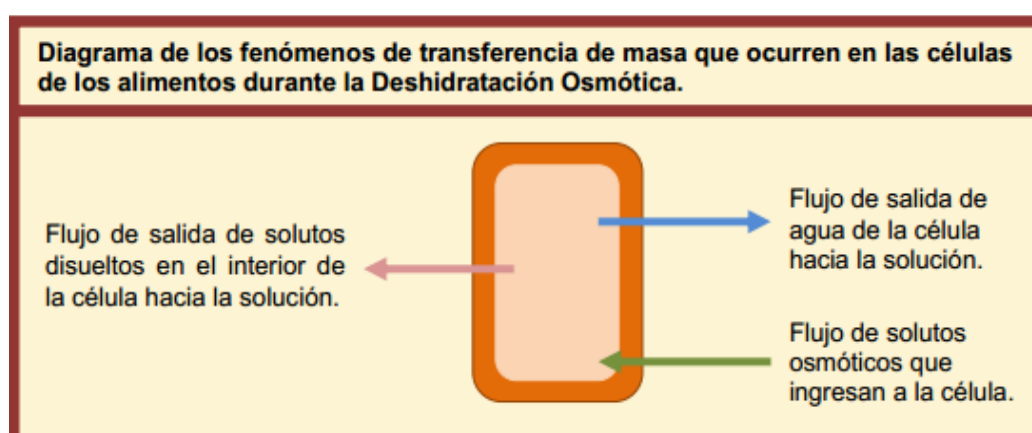 Diagrama de los fenómenos de transferencia de masa que ocurren en las células
de los alimentos durante la Deshidratación Osmótica.
Flujo de salida de solutos
disueltos en el interior de
la célula hacia la solución.
Flujo de salida de
agua de la célula
hacia la solución.
Flujo de solutos
osmóticos que
ingresan a la célula.